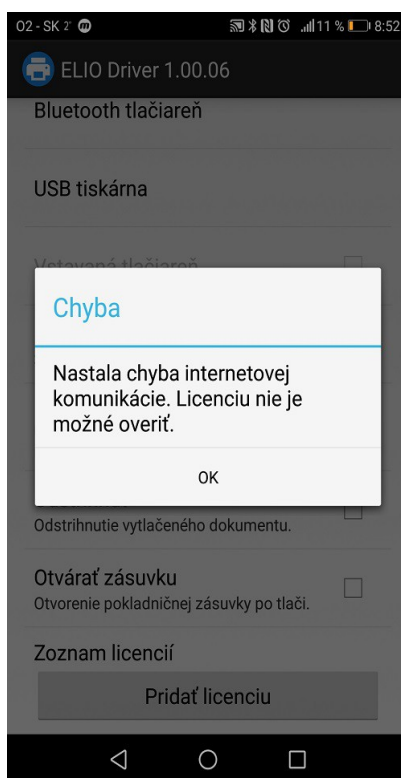 O2 - SK 2 11 % 8:52
ELIO Driver 1.00.06
Bluetooth tlačiareň
USB tiskárna
Vstavaná tlačiareň
Chyba
Nastala chyba internetovej
komunikácie. Licenciu nie je
možné overiť.
OK
Odstrihnutie vytlačeného dokumentu.
Otvárať zásuvku
Otvorenie pokladničnej zásuvky po tlači.
Zoznam licencií
Pridať licenciu